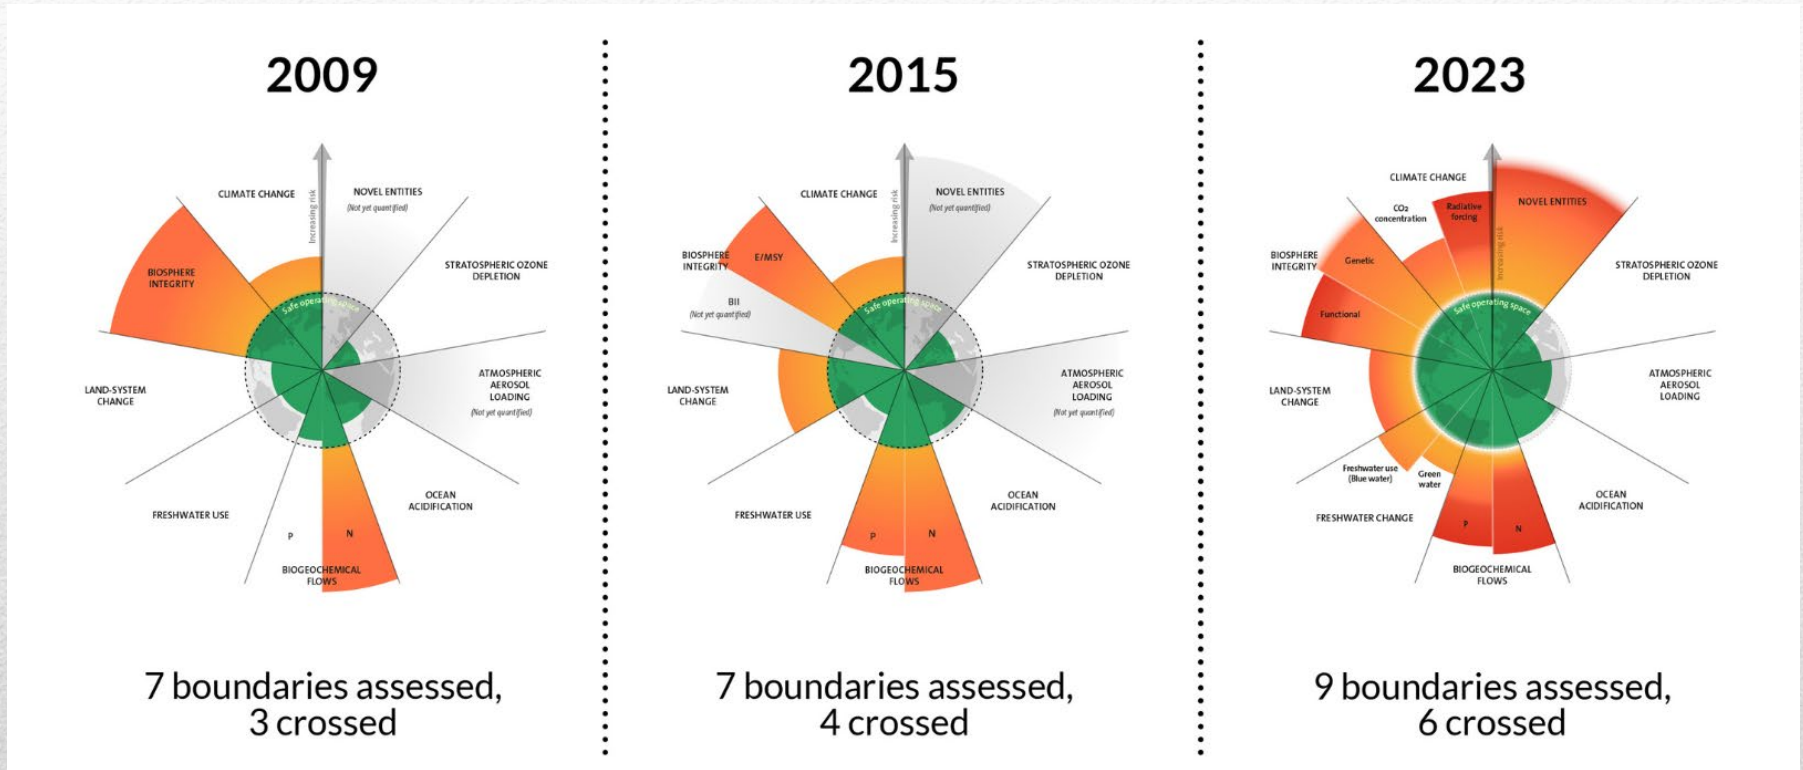 2009
CLIMATE CHANGE
Increasing risk
NOVEL ENTITIES
(Not yet quantified)
STRATOSPHERIC OZONE
DEPLETION
BIOSPHERE
INTEGRITY
Safe operating space
LAND-SYSTEM
CHANGE
ATMOSPHERIC
AEROSOL
LOADING
(Not yet quantified)
FRESHWATER USE
P
N
OCEAN
ACIDIFICATION
BIOGEOCHEMICAL
FLOWS
7 boundaries assessed,
3 crossed
2015
CLIMATE CHANGE
Increasing risk
NOVEL ENTITIES
(Not yet quantified)
STRATOSPHERIC OZONE
DEPLETION
BIOSPHERE
INTEGRITY
E/MSY
BII
(Not yet quantified)
Safe operating space
LAND-SYSTEM
CHANGE
ATMOSPHERIC
AEROSOL
LOADING
(Not yet quantified)
FRESHWATER USE
P
N
OCEAN
ACIDIFICATION
BIOGEOCHEMICAL
FLOWS
7 boundaries assessed,
4 crossed
2023
CLIMATE CHANGE
CO2
concentration
Radiative
forcing
Increasing risk
NOVEL ENTITIES
STRATOSPHERIC OZONE
DEPLETION
BIOSPHERE
INTEGRITY
Genetic
Functional
Safe operating space
LAND-SYSTEM
CHANGE
ATMOSPHERIC
AEROSOL
LOADING
Freshwater use
(Blue water)
Green
water
FRESHWATER CHANGE
P
N
OCEAN
ACIDIFICATION
BIOGEOCHEMICAL
FLOWS
9 boundaries assessed,
6 crossed